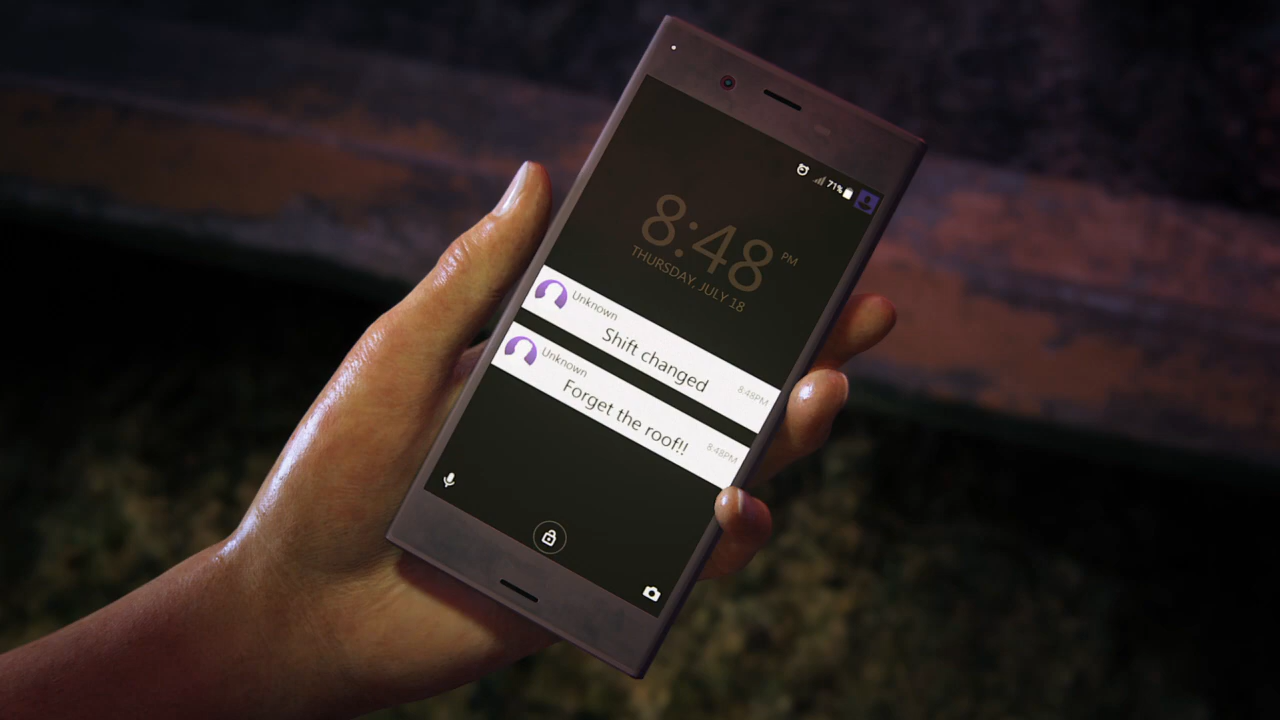 71%
8:48 PM
THURSDAY, JULY 18
Unknown
Shift changed
8:48PM
Unknown
Forget the roof!!
8:48PM